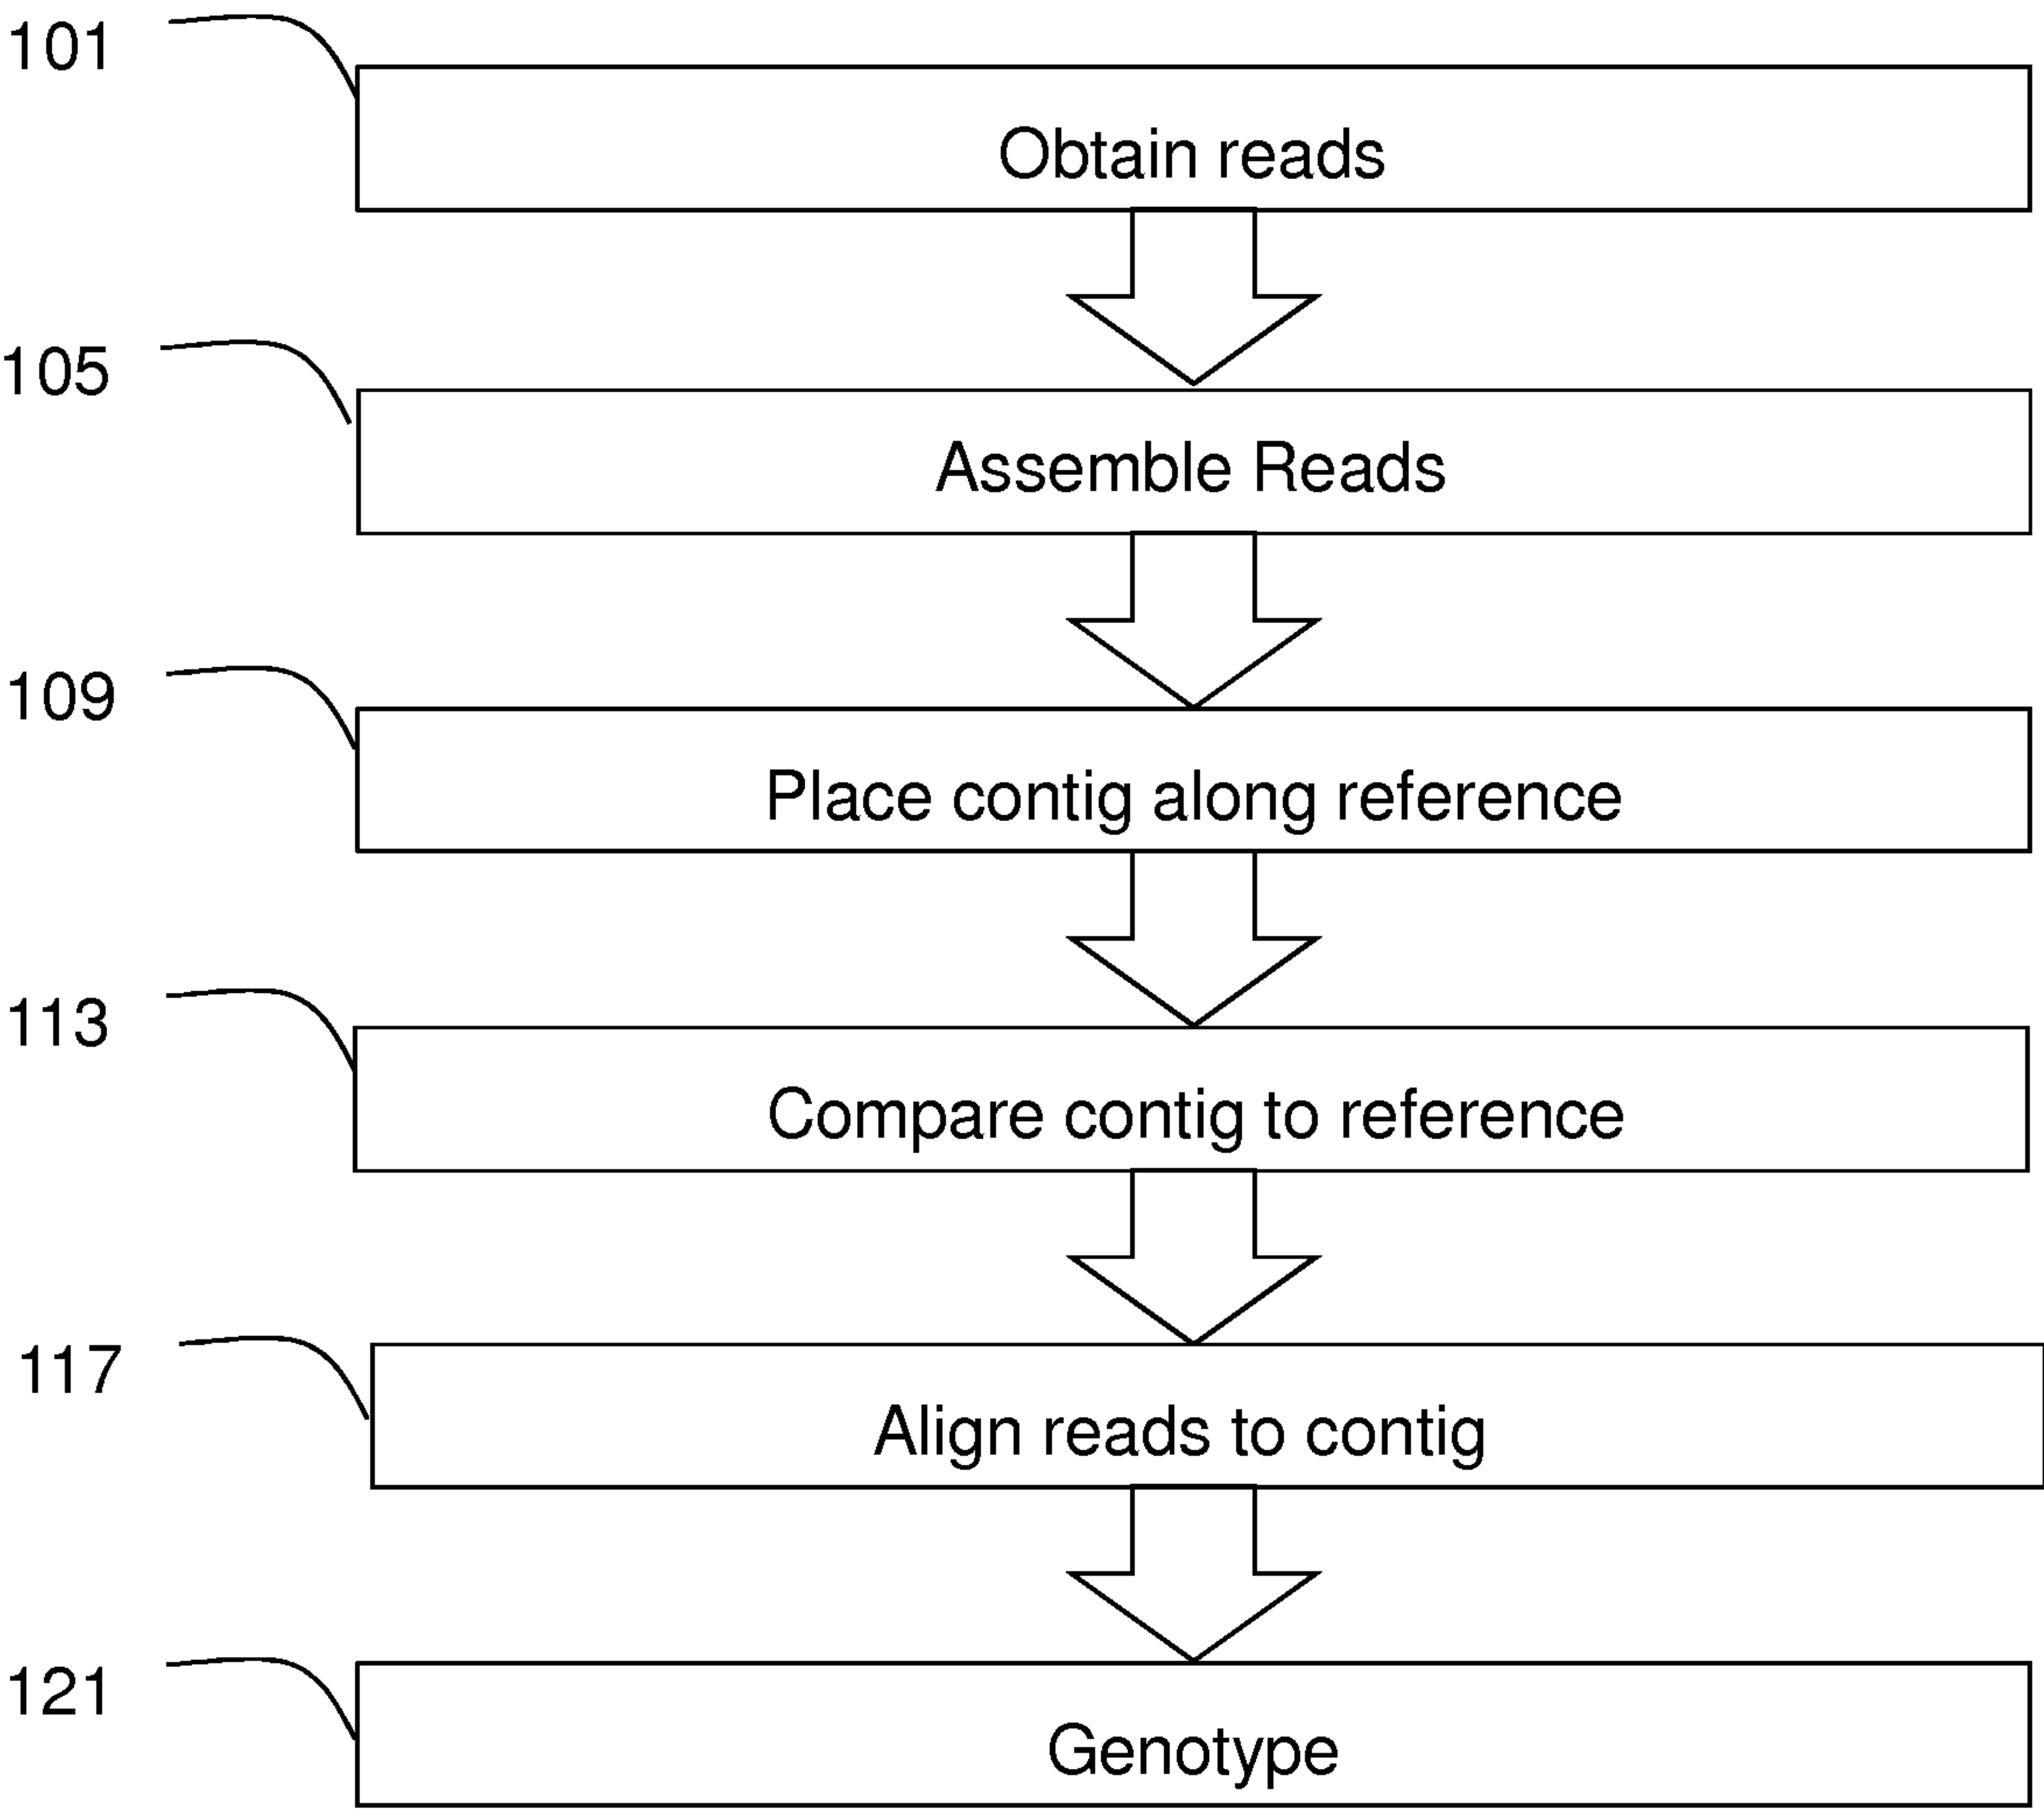 101
Obtain reads
105
Assemble Reads
109
Place contig along reference
113
Compare contig to reference
117
Align reads to contig
121
Genotype